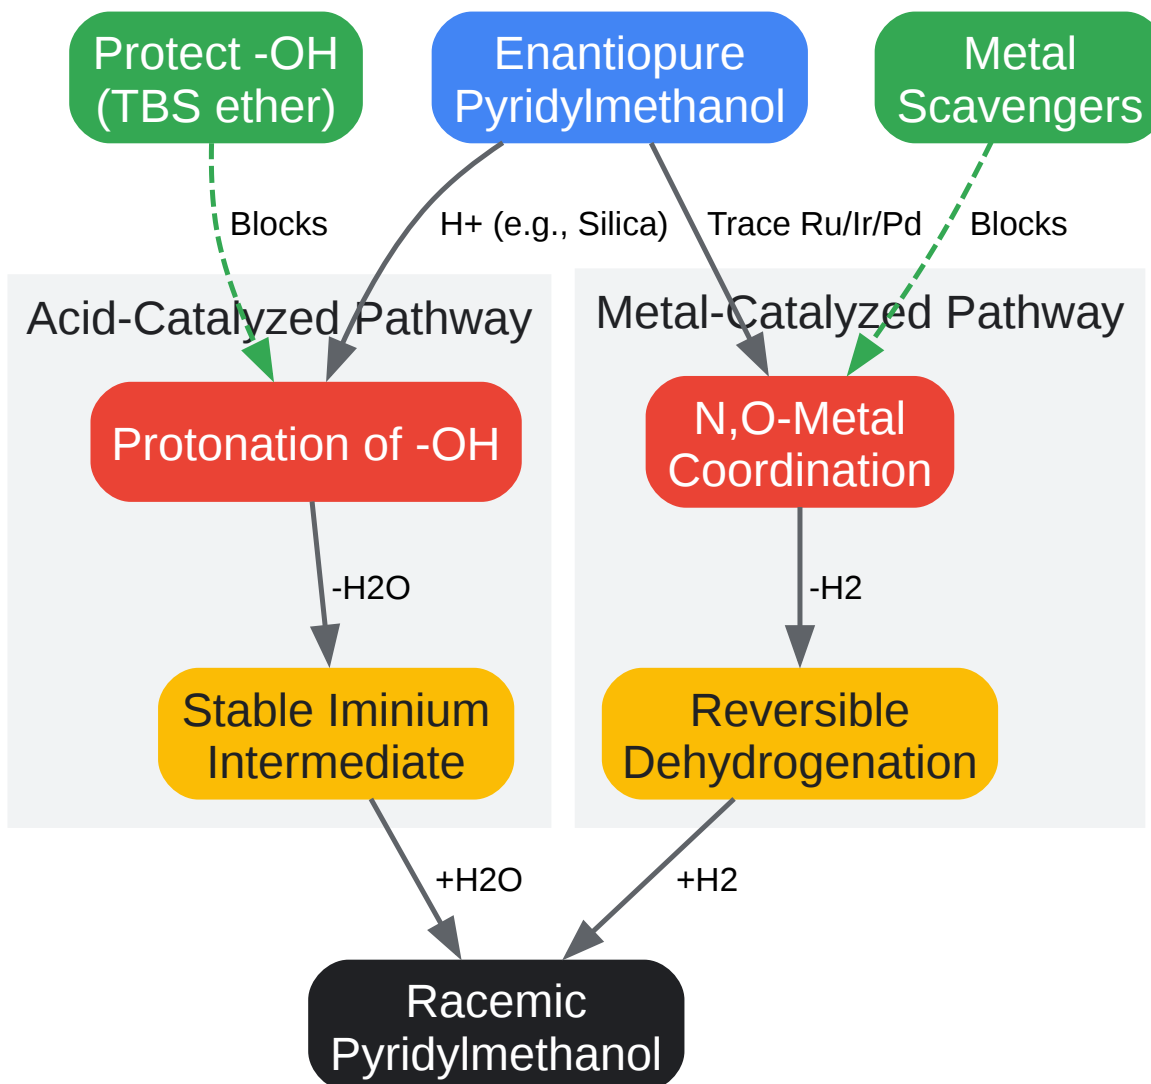 Protect -OH
(TBS ether)
Enantiopure
Pyridylmethanol
Metal
Scavengers
Blocks
H+ (e.g., Silica)
Trace Ru/Ir/Pd
Blocks
Acid-Catalyzed Pathway
Metal-Catalyzed Pathway
Protonation of -OH
N,O-Metal
Coordination
-H2O
-H2
Stable Iminium
Intermediate
Reversible
Dehydrogenation
+H2O
+H2
Racemic
Pyridylmethanol